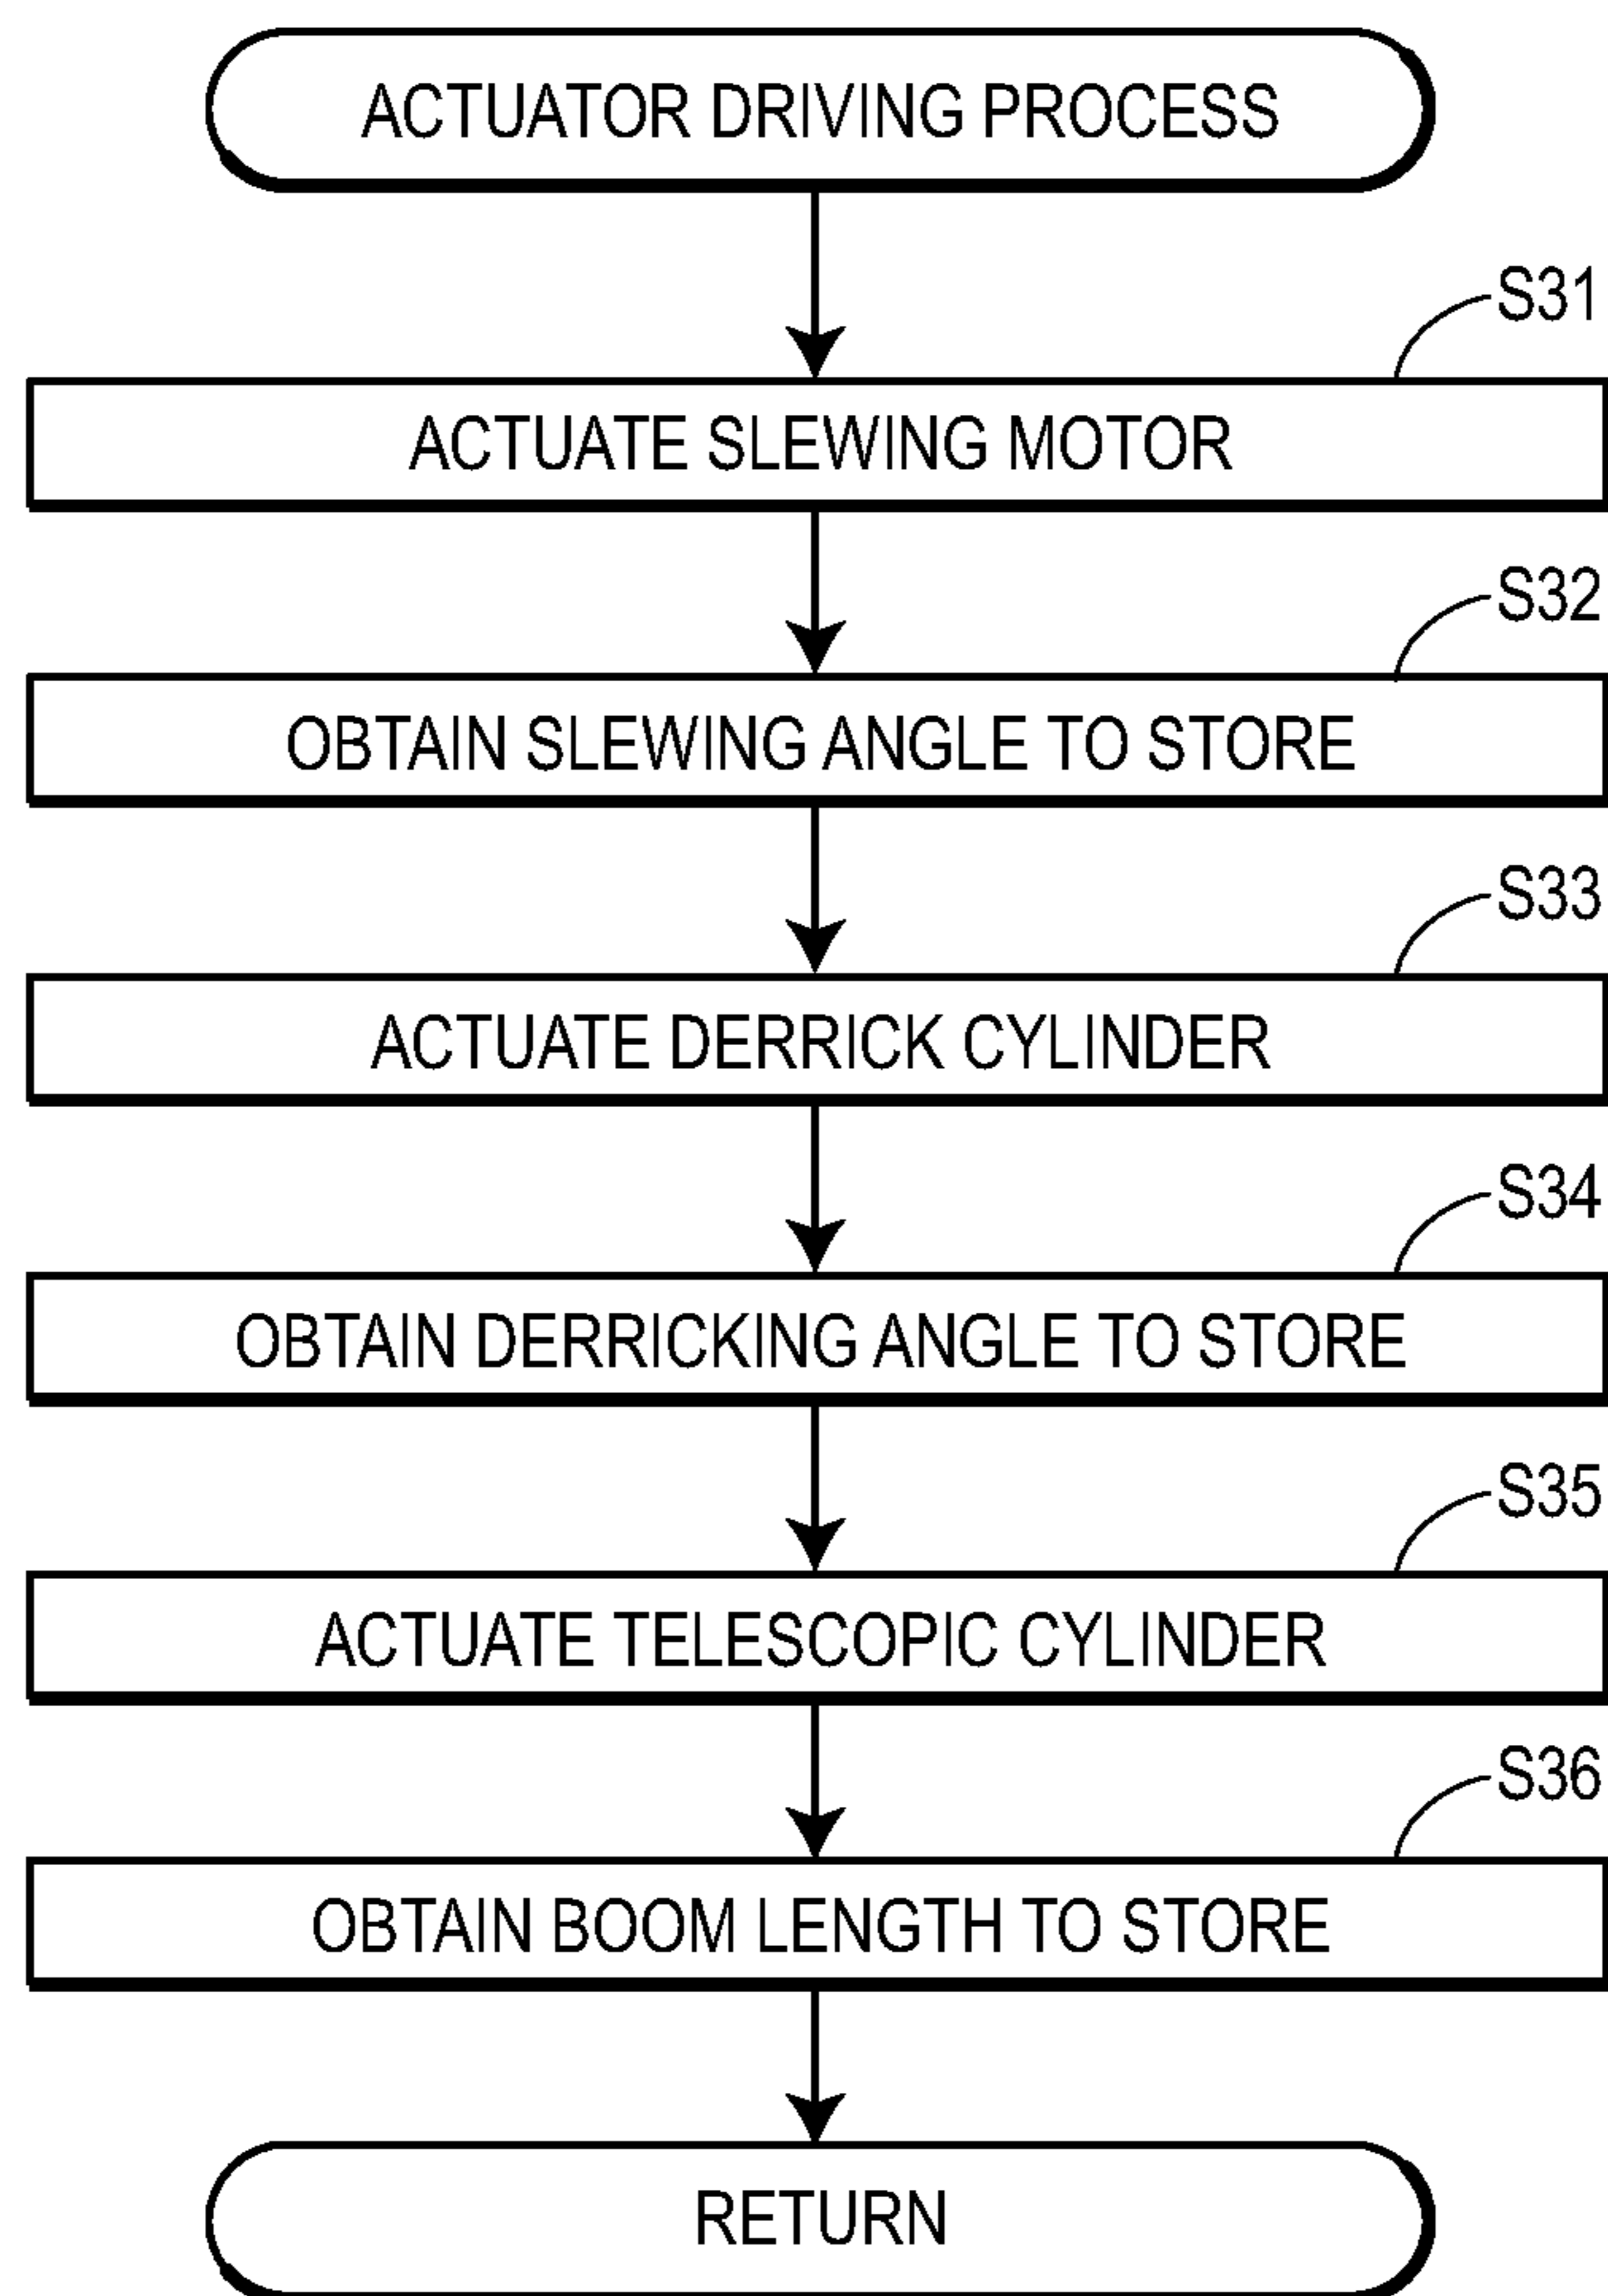 ACTUATOR DRIVING PROCESS
S31
ACTUATE SLEWING MOTOR
S32
OBTAIN SLEWING ANGLE TO STORE
S33
ACTUATE DERRICK CYLINDER
S34
OBTAIN DERRICKING ANGLE TO STORE
S35
ACTUATE TELESCOPIC CYLINDER
S36
OBTAIN BOOM LENGTH TO STORE
RETURN